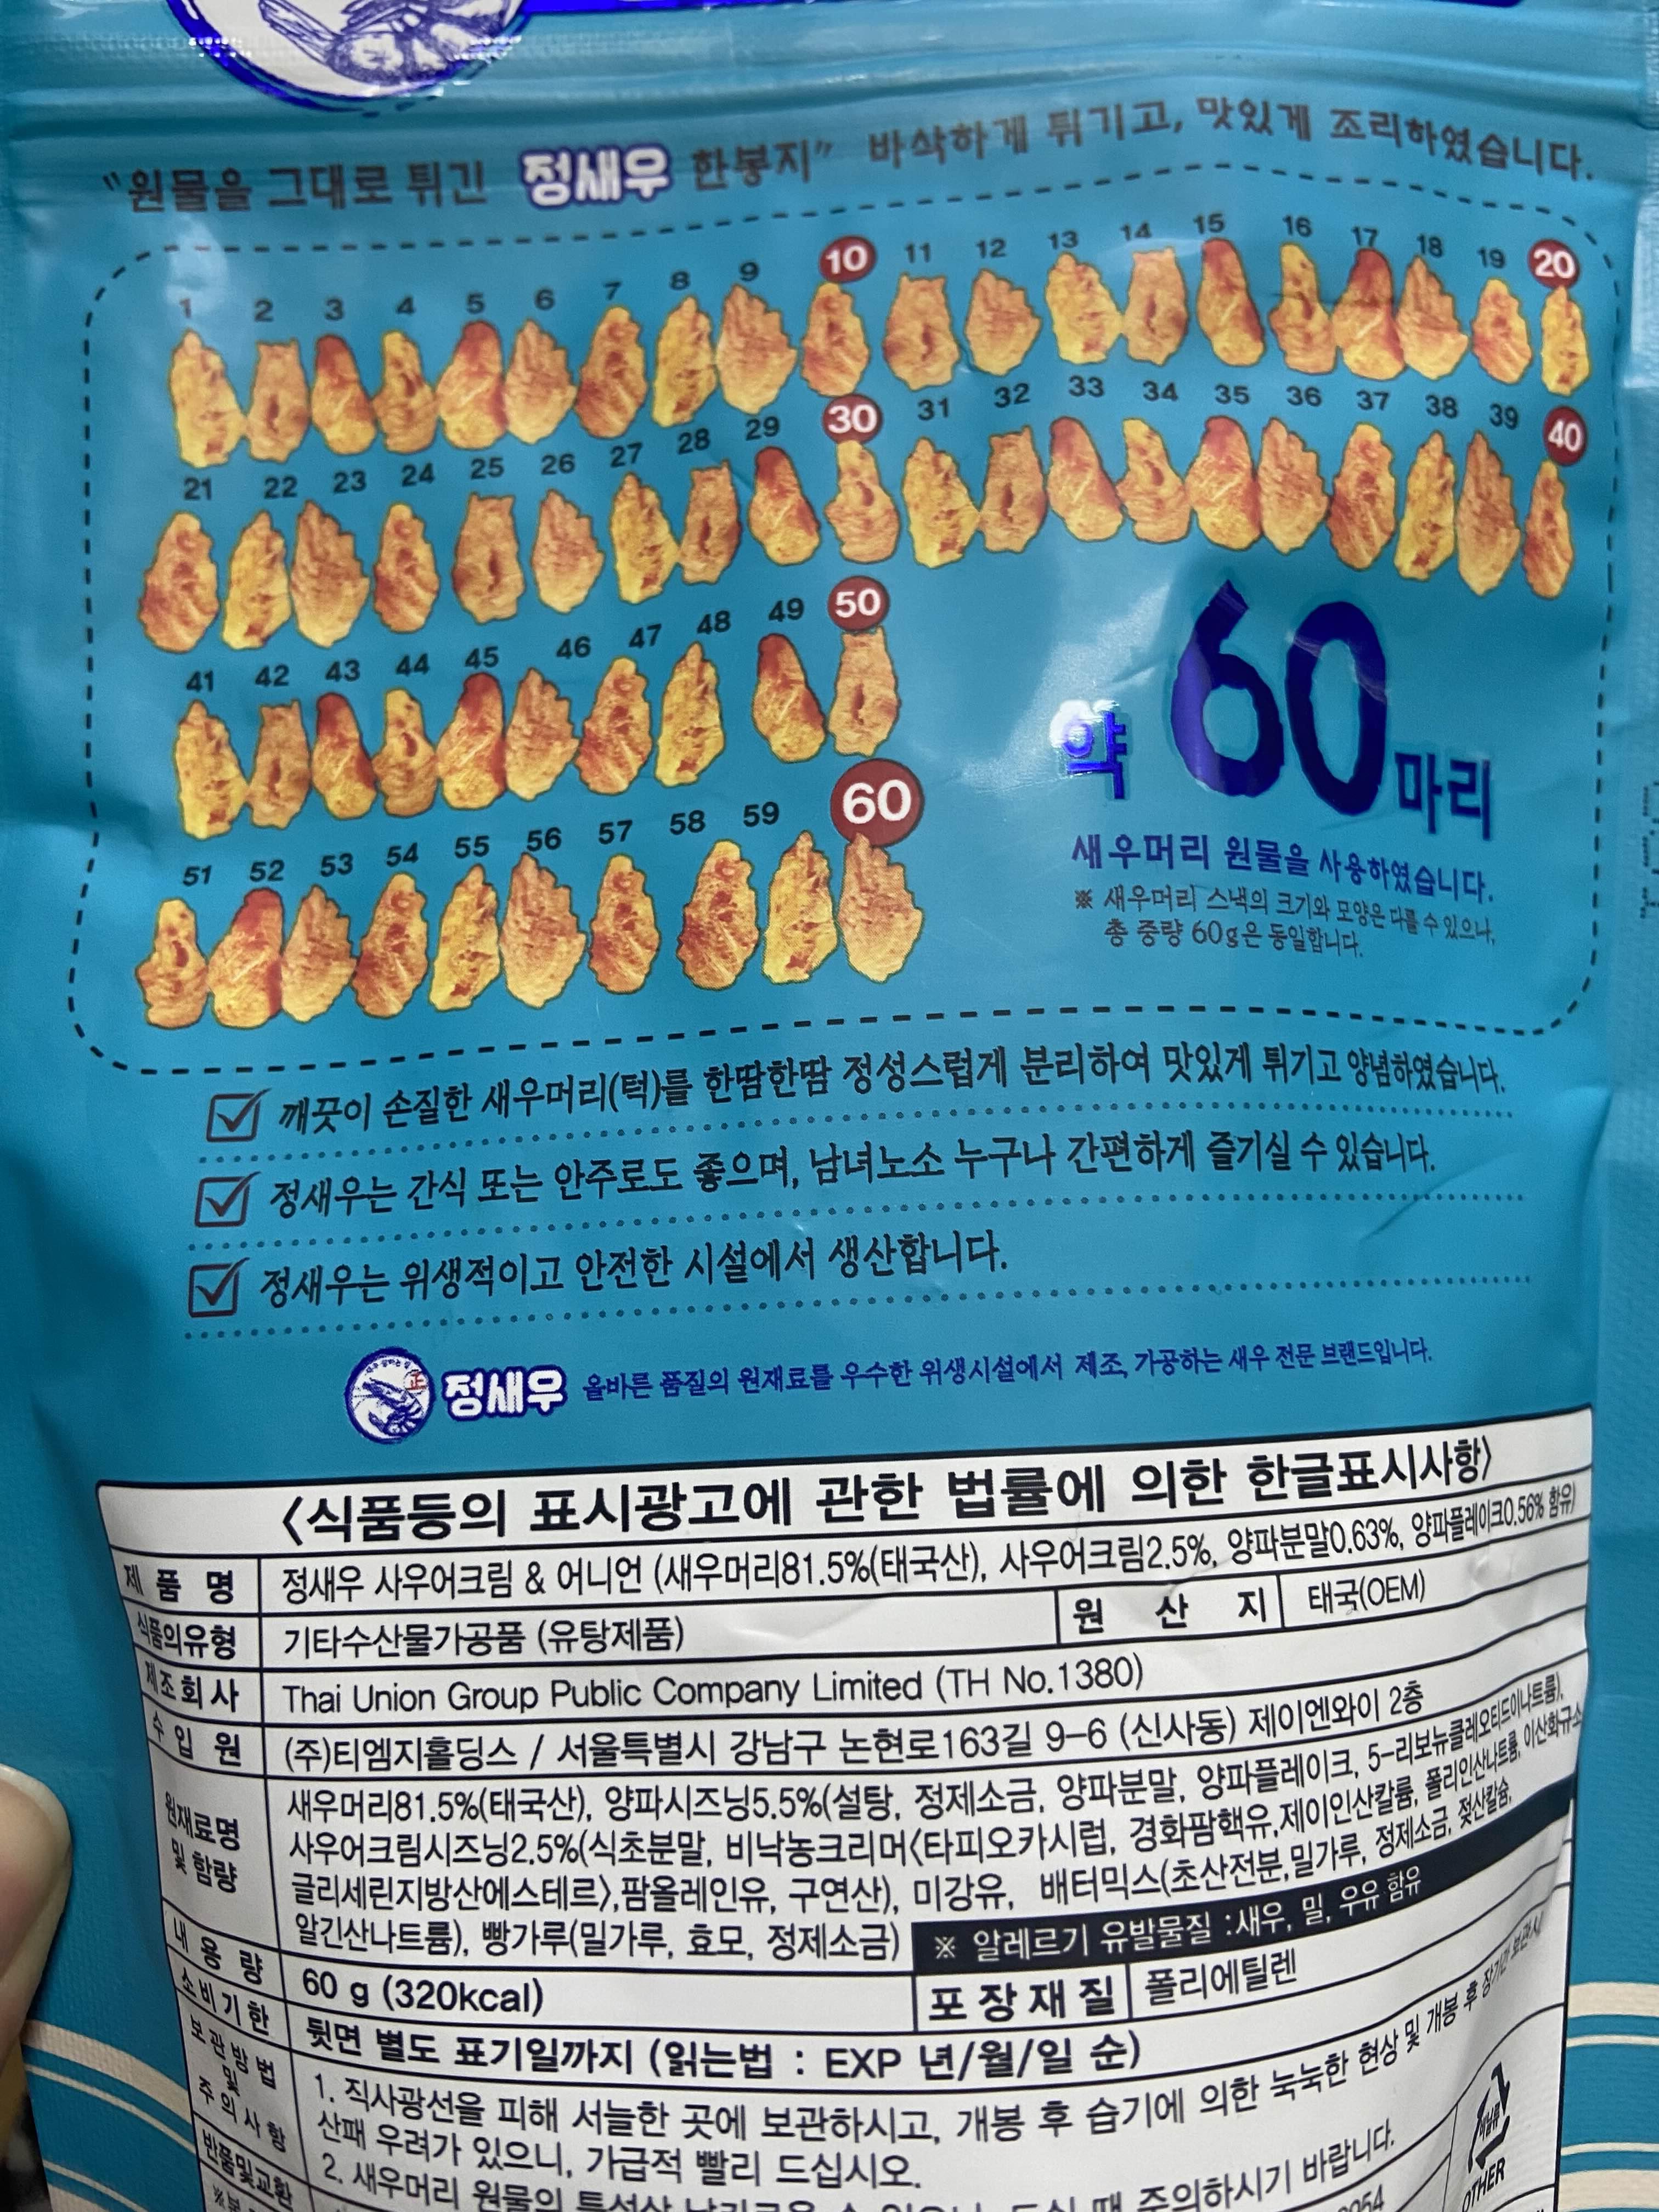 "원물을 그대로 튀긴 정새우 한봉지" 바삭하게 튀기고, 맛있게 조리하였습니다.
1 2 3 4 5 6 7 8 9 10 11 12 13 14 15 16 17 18 19 20
21 22 23 24 25 26 27 28 29 30 31 32 33 34 35 36 37 38 39 40
41 42 43 44 45 46 47 48 49 50
51 52 53 54 55 56 57 58 59 60
약 60마리
새우머리 원물을 사용하였습니다.
※ 새우머리 스낵의 크기와 모양은 다를 수 있으나,
총 중량 60g은 동일합니다.
깨끗이 손질한 새우머리(턱)를 한땀한땀 정성스럽게 분리하여 맛있게 튀기고 양념하였습니다.
정새우는 간식 또는 안주로도 좋으며, 남녀노소 누구나 간편하게 즐기실 수 있습니다.
정새우는 위생적이고 안전한 시설에서 생산합니다.
正 정새우 올바른 품질의 원재료를 우수한 위생시설에서 제조, 가공하는 새우 전문 브랜드입니다.
〈식품등의 표시광고에 관한 법률에 의한 한글표시사항〉
제품명 정새우 사우어크림 & 어니언 (새우머리81.5%(태국산), 사우어크림2.5%, 양파분말0.63%, 양파플레이크0.56% 함유)
식품의유형 기타수산물가공품 (유탕제품) 원산지 태국(OEM)
제조회사 Thai Union Group Public Company Limited (TH No.1380)
수입원 (주)티엠지홀딩스 / 서울특별시 강남구 논현로163길 9-6 (신사동) 제이엔와이 2층
원재료명 및 함량 새우머리81.5%(태국산), 양파시즈닝5.5%(설탕, 정제소금, 양파분말, 양파플레이크, 5-리보뉴클레오티드이나트륨),
사우어크림시즈닝2.5%(식초분말, 비낙농크리머〈타피오카시럽, 경화팜핵유,제이인산칼륨, 폴리인산나트륨, 이산화규소,
글리세린지방산에스테르〉,팜올레인유, 구연산), 미강유, 배터믹스(초산전분,밀가루, 정제소금, 젖산칼슘,
알긴산나트륨), 빵가루(밀가루, 효모, 정제소금) ※ 알레르기 유발물질 :새우, 밀, 우유 함유
내용량 60 g (320kcal) 포장재질 폴리에틸렌
소비기한 뒷면 별도 표기일까지 (읽는법 : EXP 년/월/일 순)
보관방법 및 주의사항 1. 직사광선을 피해 서늘한 곳에 보관하시고, 개봉 후 습기에 의한 눅눅한 현상 및 개봉 후 장기간 보관시
산패 우려가 있으니, 가급적 빨리 드십시오.
2. 새우머리 원물의 특성상 때 주의하시기 바랍니다.
반품및교환
OTHER